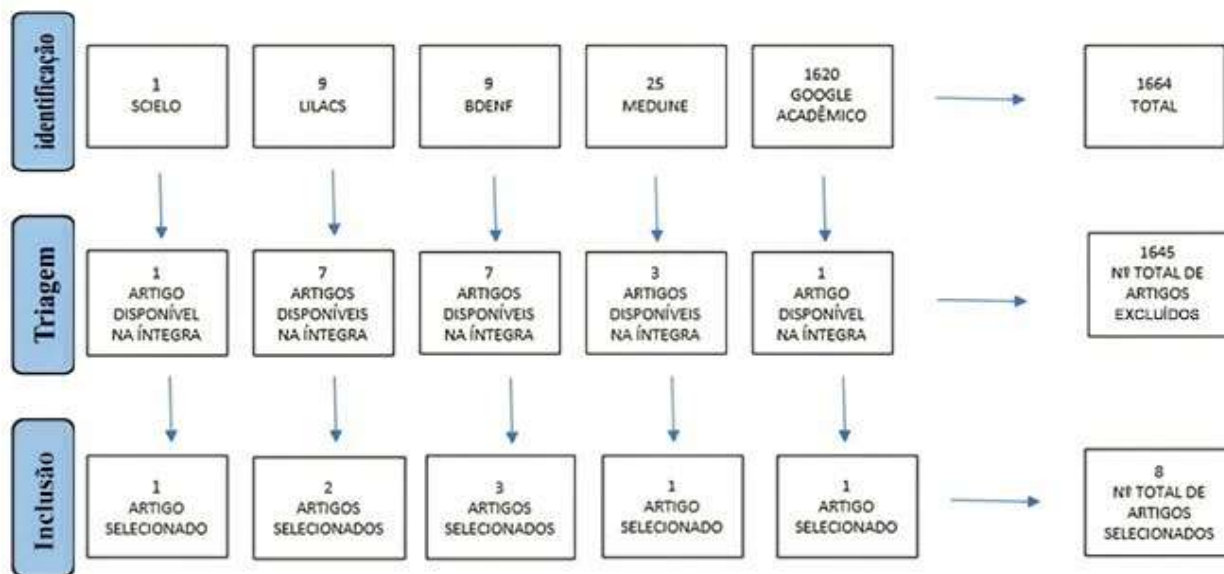 identificação
1
SCIELO
9
LILACS
9
BDENF
25
MEDLINE
1620
GOOGLE
ACADÊMICO
1664
TOTAL
Triagem
1
ARTIGO
DISPONÍVEL
NA ÍNTEGRA
7
ARTIGOS
DISPONÍVEIS
NA ÍNTEGRA
7
ARTIGOS
DISPONÍVEIS
NA ÍNTEGRA
3
ARTIGOS
DISPONÍVEIS
NA ÍNTEGRA
1
ARTIGO
DISPONÍVEL
NA ÍNTEGRA
1645
Nº TOTAL DE
ARTIGOS
EXCLUÍDOS
Inclusão
1
ARTIGO
SELECIONADO
2
ARTIGOS
SELECIONADOS
3
ARTIGOS
SELECIONADOS
1
ARTIGO
SELECIONADO
1
ARTIGO
SELECIONADO
8
Nº TOTAL DE
ARTIGOS
SELECIONADOS